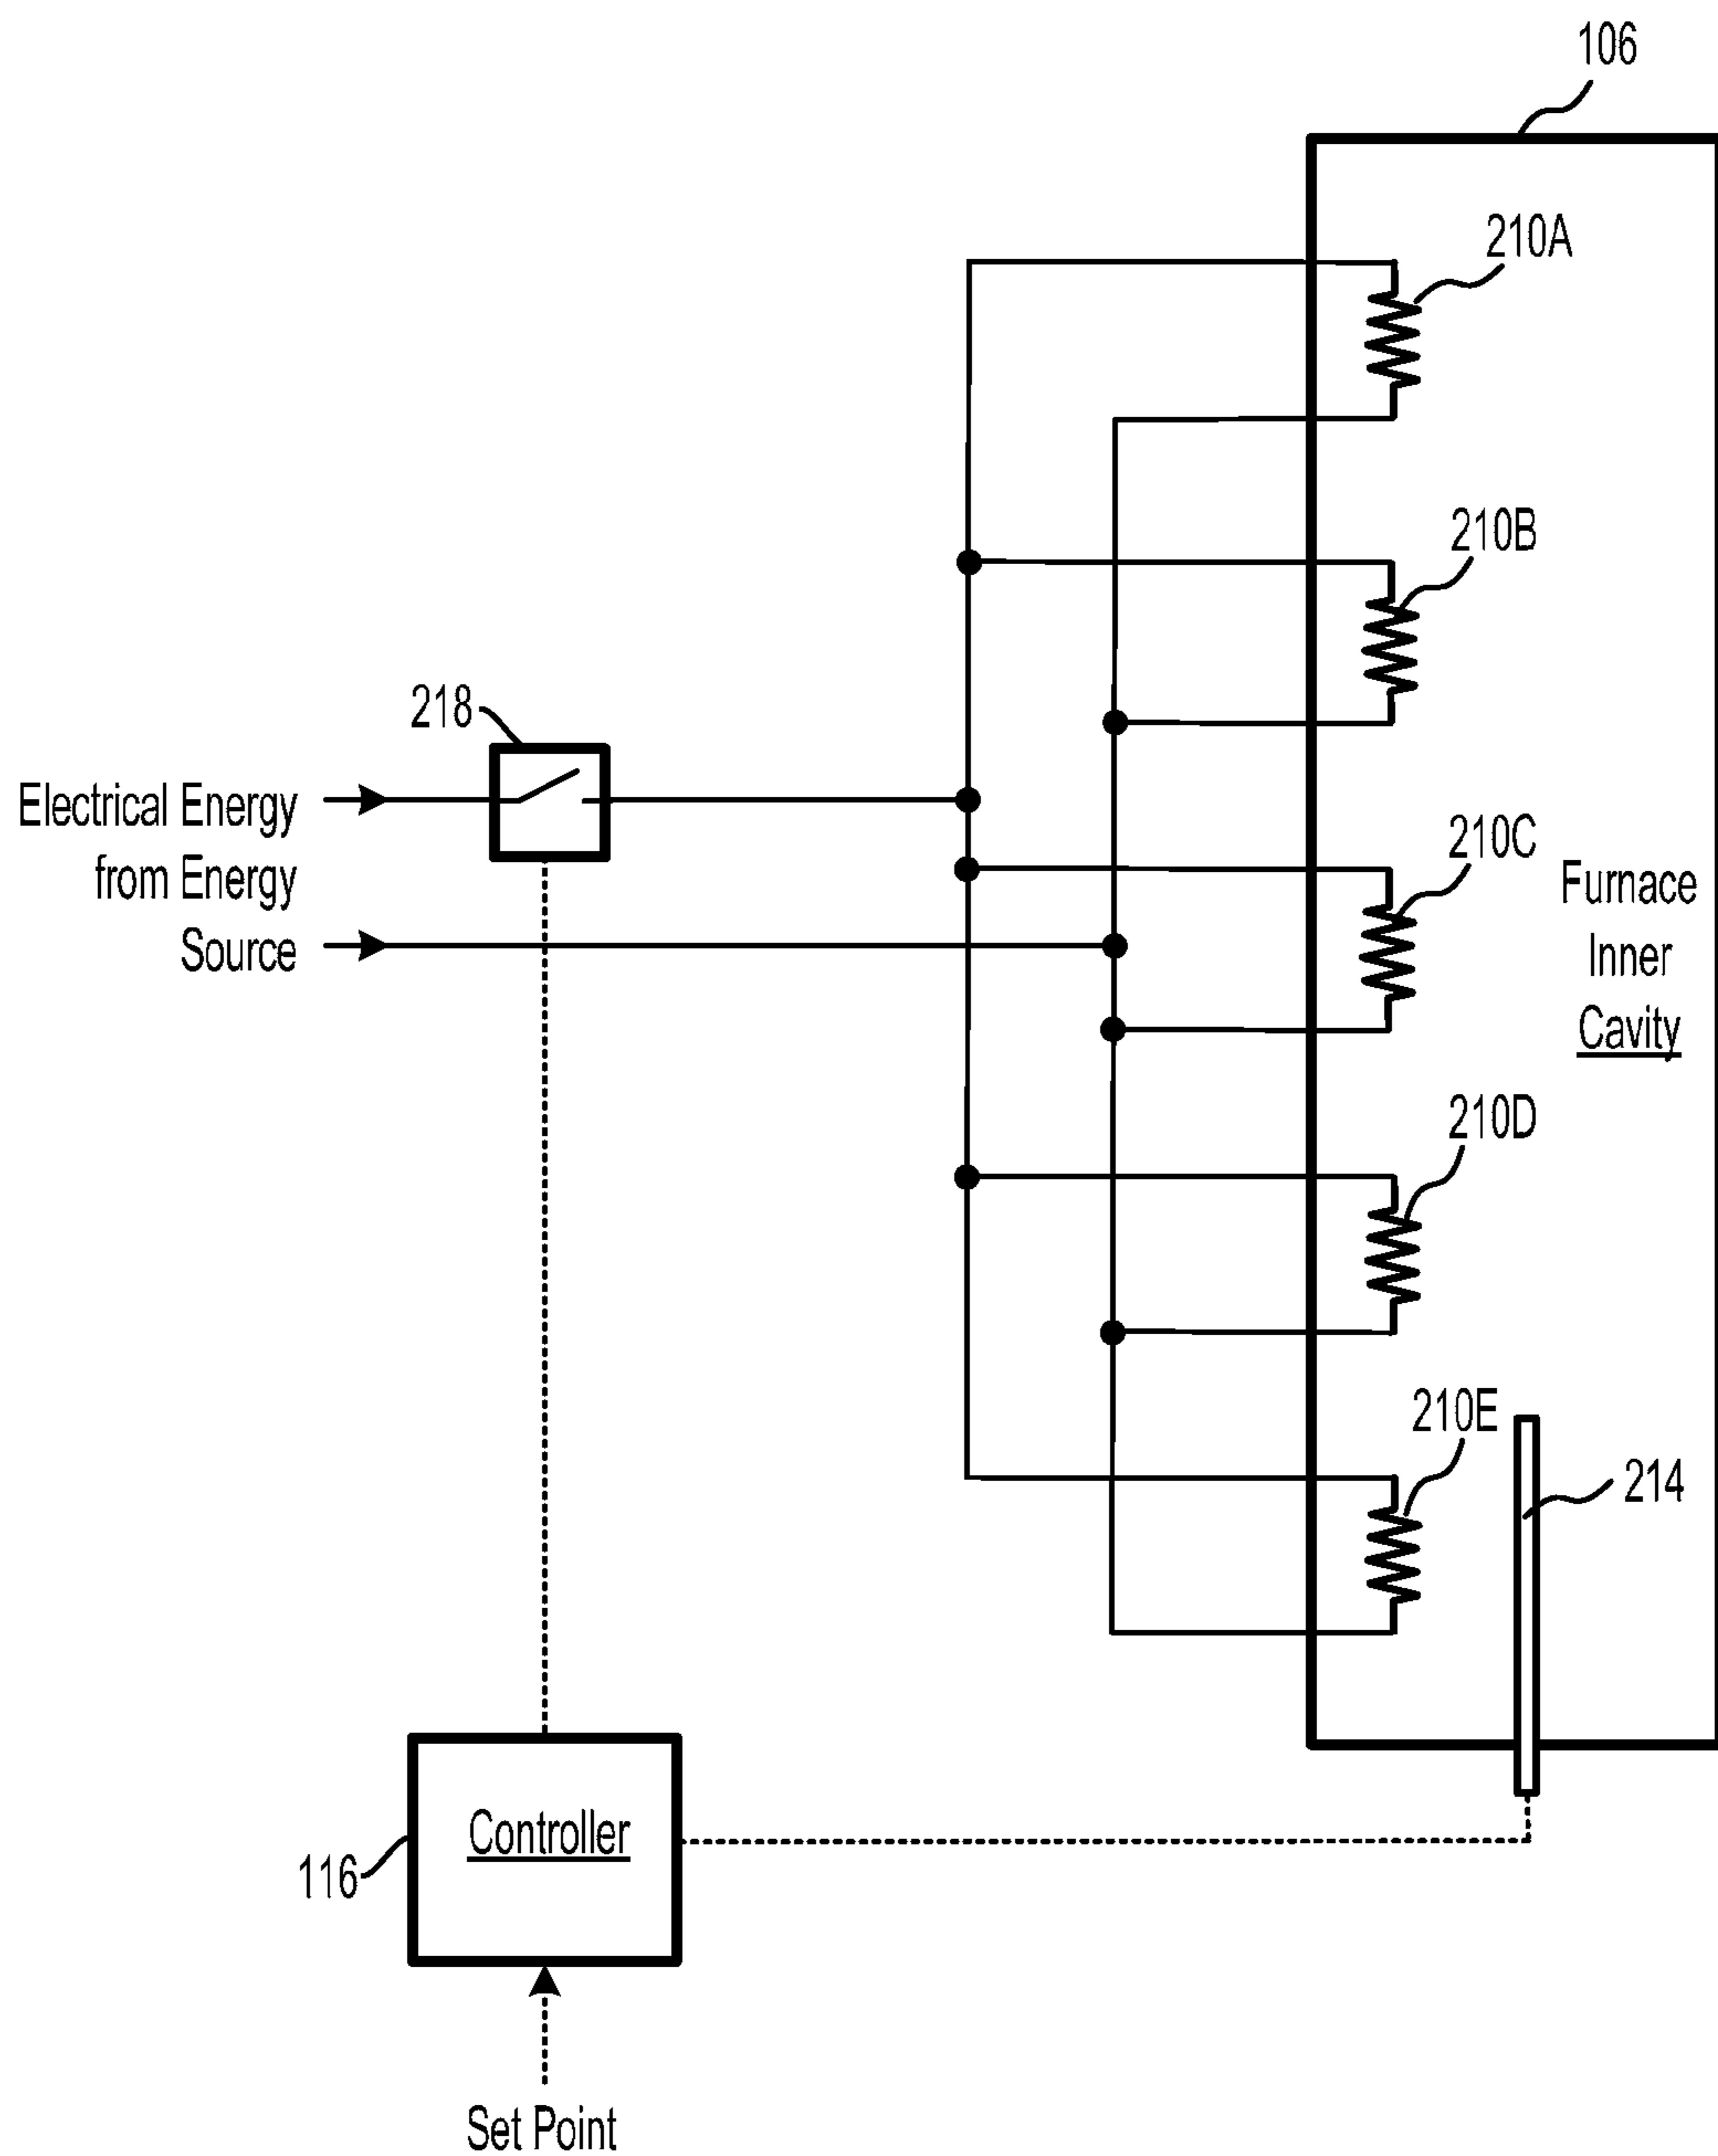 106
210A
210B
218
Electrical Energy
from Energy
Source
210C
Furnace
Inner
Cavity
210D
210E
214
Controller
116
Set Point